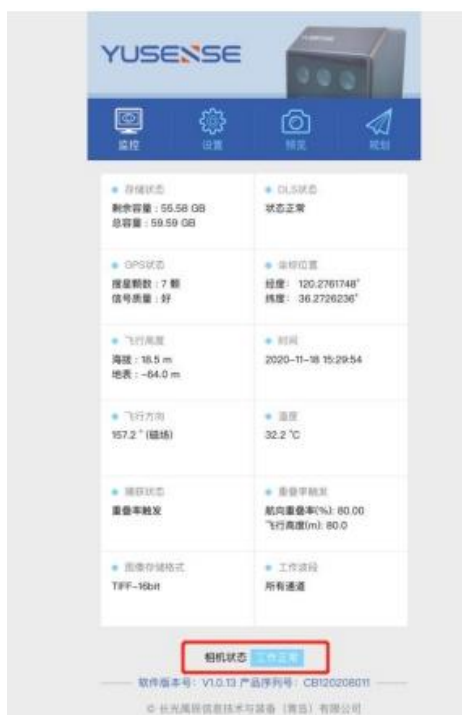 YUSENSE
监控
设置
预览
规划
存储状态
剩余容量：55.58 GB
总容量：59.59 GB
DLS状态
状态正常
GPS状态
搜星颗数：7 颗
信号质量：好
坐标位置
经度： 120.2761748°
纬度： 36.2726236°
飞行高度
海拔：18.5 m
地表：-64.0 m
时间
2020-11-18 15:29:54
飞行方向
157.2 °(磁场)
温度
32.2 °C
捕获状态
重叠率触发
重叠率触发
航向重叠率(%): 80.00
飞行高度(m): 80.0
图像存储格式
TIFF-16bit
工作波段
所有通道
相机状态 工作正常
软件版本号： V1.0.13 产品序列号： CB120208011
© 长光禹辰信息技术与装备（青岛）有限公司